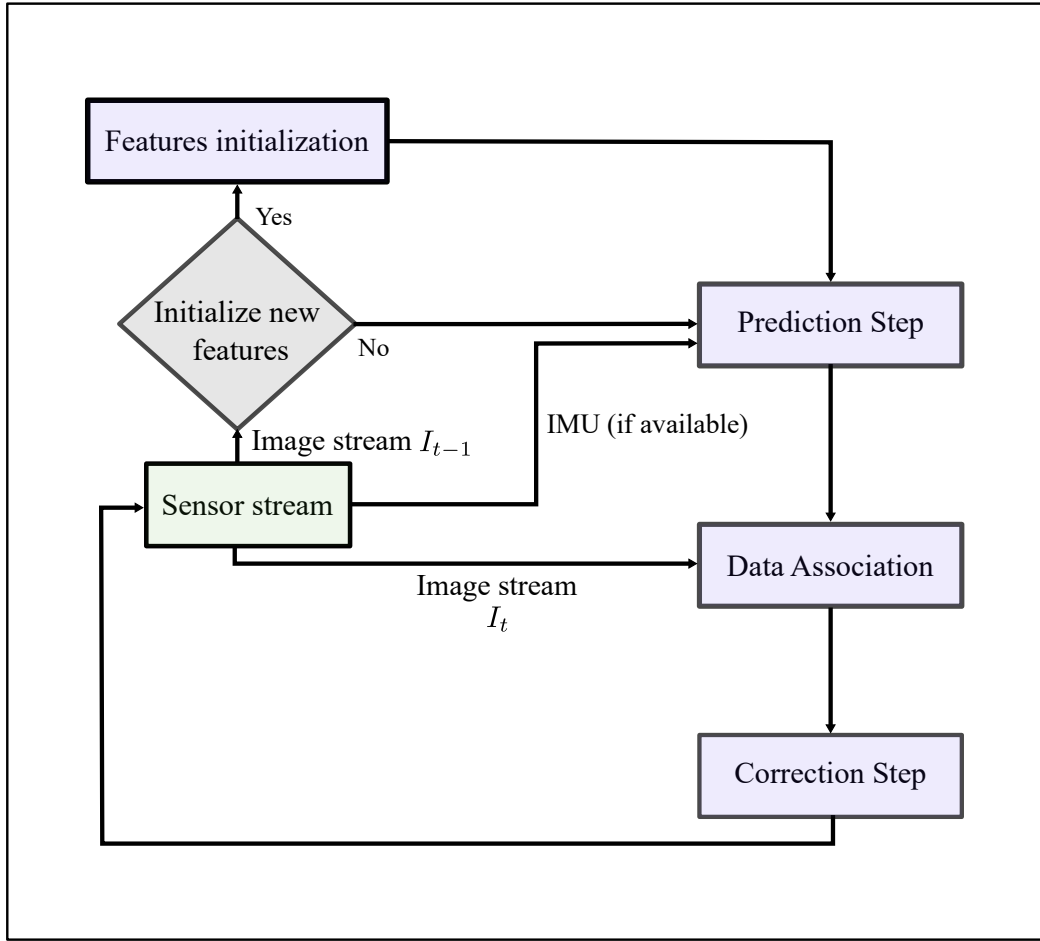 Features initialization
Yes
Initialize new
features
No
Prediction Step
IMU (if available)
Image stream I_{t-1}
Sensor stream
Data Association
Image stream
I_t
Correction Step